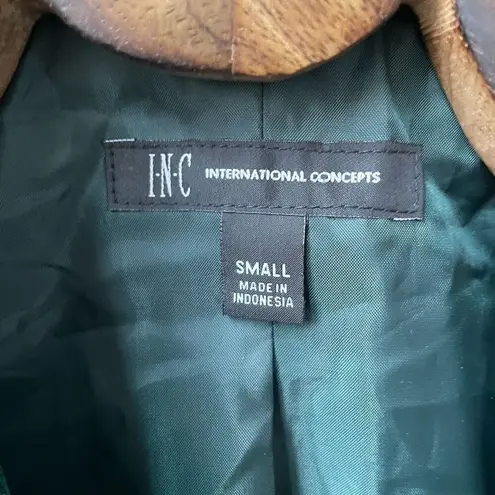 I·N·C INTERNATIONAL CONCEPTS
SMALL
MADE IN
INDONESIA